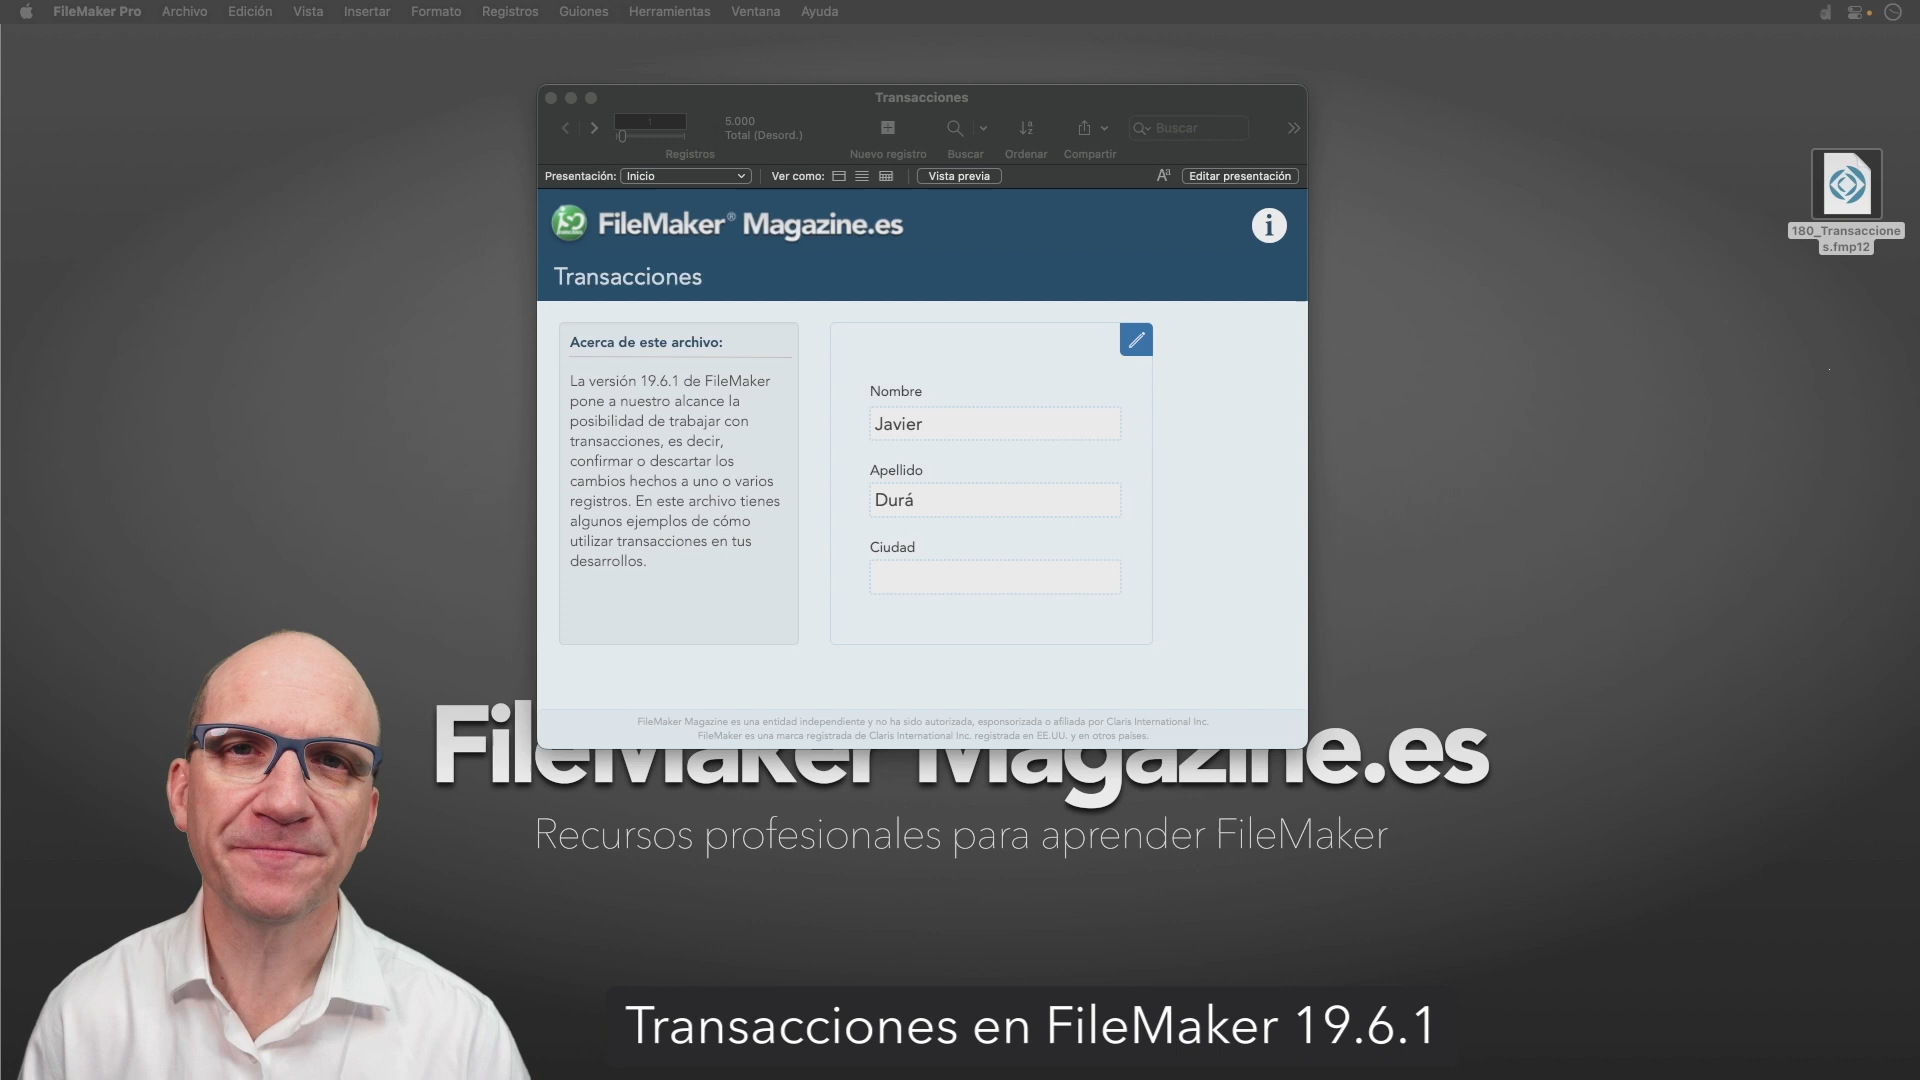 FileMaker Pro Archivo Edición Vista Insertar Formato Registros Guiones Herramientas Ventana Ayuda
Transacciones
1
5.000
Total (Desord.)
Buscar
Registros Nuevo registro Buscar Ordenar Compartir
Presentación: Inicio Ver como: Vista previa Aa Editar presentación
FileMaker® Magazine.es
Transacciones
Acerca de este archivo:
La versión 19.6.1 de FileMaker
pone a nuestro alcance la
posibilidad de trabajar con
transacciones, es decir,
confirmar o descartar los
cambios hechos a uno o varios
registros. En este archivo tienes
algunos ejemplos de cómo
utilizar transacciones en tus
desarrollos.
Nombre
Javier
Apellido
Durá
Ciudad
FileMaker Magazine es una entidad independiente y no ha sido autorizada, esponsorizada o afiliada por Claris International Inc.
FileMaker es una marca registrada de Claris International Inc. registrada en EE.UU. y en otros países.
180_Transaccione
s.fmp12
FileMaker Magazine.es
Recursos profesionales para aprender FileMaker
Transacciones en FileMaker 19.6.1